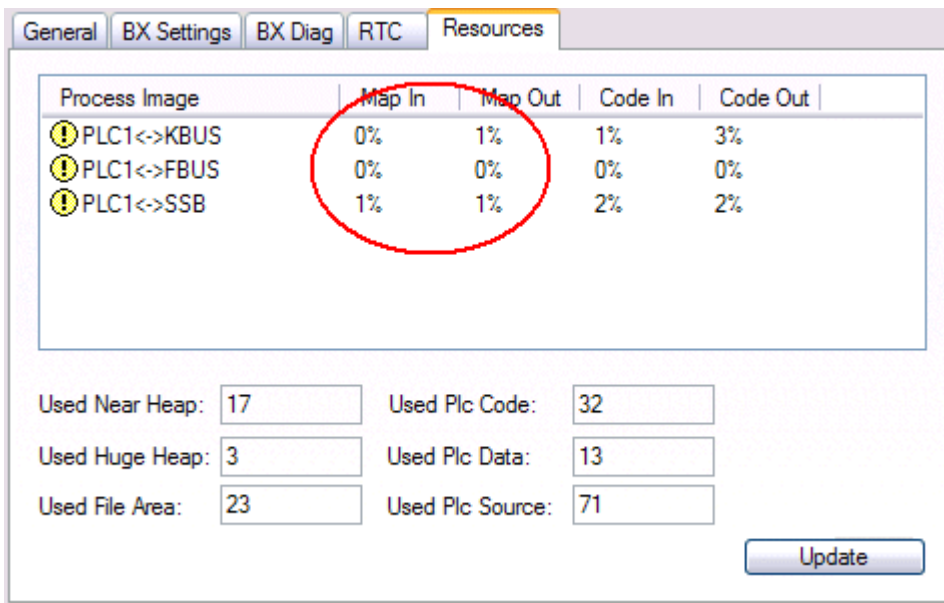 General BX Settings BX Diag RTC Resources
Process Image Map In Map Out Code In Code Out
PLC1<->KBUS 0% 1% 1% 3%
PLC1<->FBUS 0% 0% 0% 0%
PLC1<->SSB 1% 1% 2% 2%
Used Near Heap: 17 Used Plc Code: 32
Used Huge Heap: 3 Used Plc Data: 13
Used File Area: 23 Used Plc Source: 71
Update